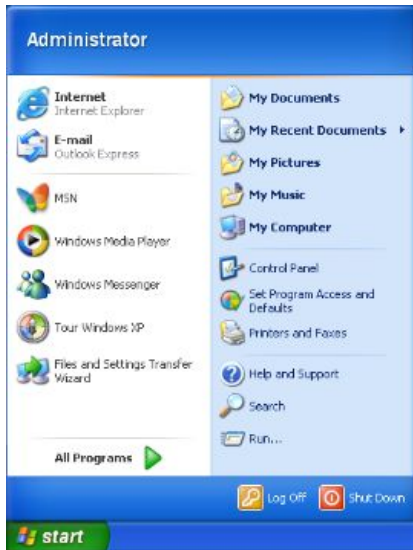 Administrator
Internet
Internet Explorer
E-mail
Outlook Express
MSN
Windows Media Player
Windows Messenger
Tour Windows XP
Files and Settings Transfer
Wizard
All Programs
My Documents
My Recent Documents
My Pictures
My Music
My Computer
Control Panel
Set Program Access and
Defaults
Printers and Faxes
Help and Support
Search
Run...
Log Off
Shut Down
start